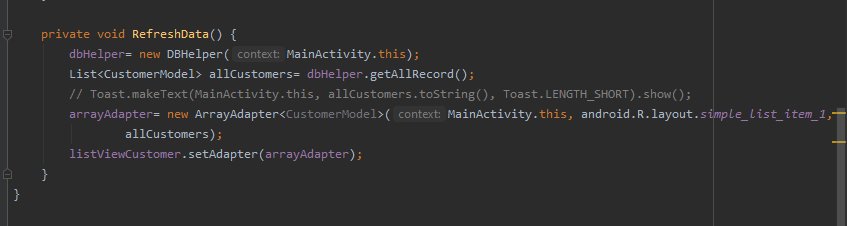 private void RefreshData() {
dbHelper= new DBHelper( context: MainActivity.this);
List<CustomerModel> allCustomers= dbHelper.getAllRecord();
// Toast.makeText(MainActivity.this, allCustomers.toString(), Toast.LENGTH_SHORT).show();
arrayAdapter= new ArrayAdapter<CustomerModel>( context: MainActivity.this, android.R.layout.simple_list_item_1,
allCustomers);
listViewCustomer.setAdapter(arrayAdapter);
}
}